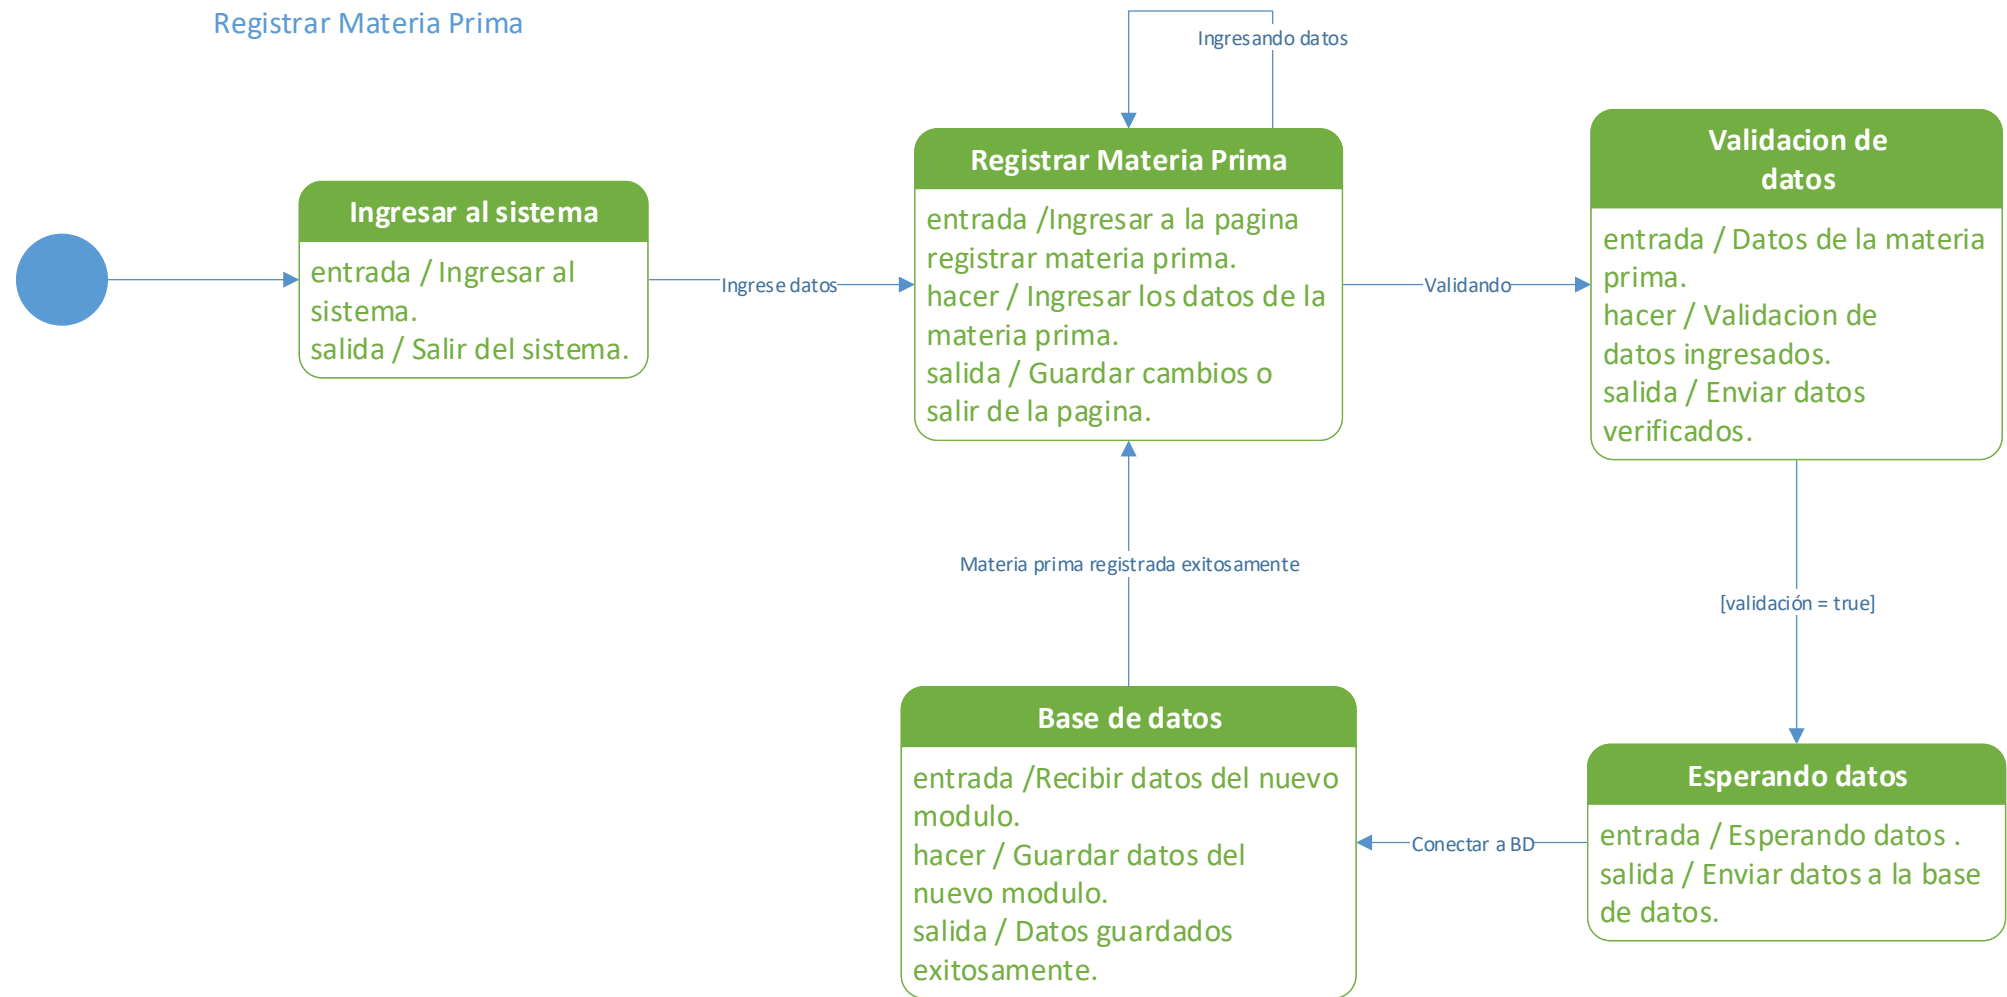 Registrar Materia Prima
Ingresando datos
Ingresar al sistema
entrada / Ingresar al
sistema.
salida / Salir del sistema.
Ingrese datos
Registrar Materia Prima
entrada /Ingresar a la pagina
registrar materia prima.
hacer / Ingresar los datos de la
materia prima.
salida / Guardar cambios o
salir de la pagina.
Validando
Validacion de
datos
entrada / Datos de la materia
prima.
hacer / Validacion de
datos ingresados.
salida / Enviar datos
verificados.
Materia prima registrada exitosamente
[validación = true]
Base de datos
entrada /Recibir datos del nuevo
modulo.
hacer / Guardar datos del
nuevo modulo.
salida / Datos guardados
exitosamente.
Conectar a BD
Esperando datos
entrada / Esperando datos .
salida / Enviar datos a la base
de datos.